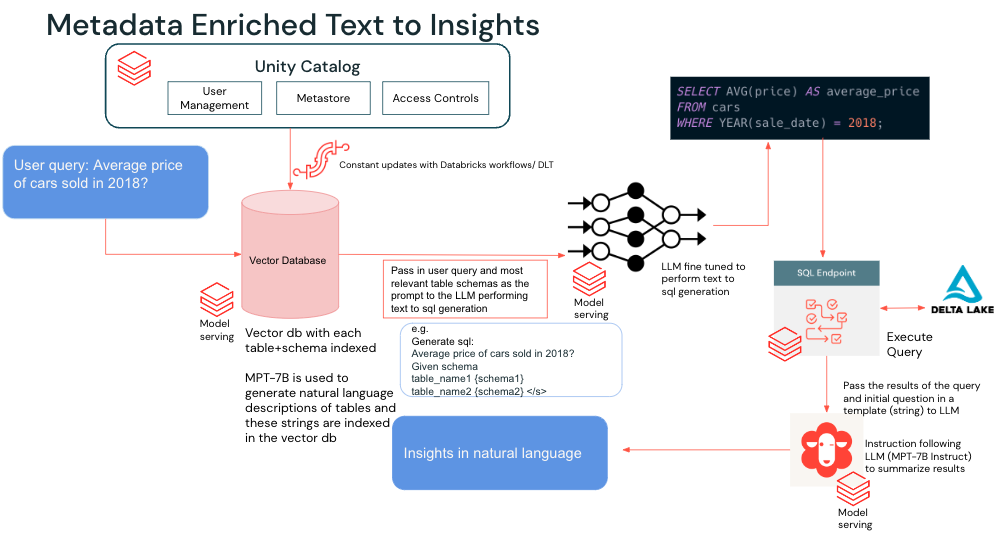 Metadata Enriched Text to Insights
Unity Catalog
User
Management
Metastore
Access Controls
SELECT AVG(price) AS average_price
FROM cars
WHERE YEAR(sale_date) = 2018;
User query: Average price
of cars sold in 2018?
Constant updates with Databricks workflows/ DLT
Vector Database
Pass in user query and most
relevant table schemas as the
prompt to the LLM performing
text to sql generation
LLM fine tuned to
perform text to
sql generation
Model
serving
SQL Endpoint
DELTA LAKE
Execute
Query
Model
serving
Vector db with each
table+schema indexed
MPT-7B is used to
generate natural language
descriptions of tables and
these strings are indexed
in the vector db
e.g.
Generate sql:
Average price of cars sold in 2018?
Given schema
table_name1 {schema1}
table_name2 {schema2} </s>
Pass the results of the query
and initial question in a
template (string) to LLM
Insights in natural language
Instruction following
LLM (MPT-7B Instruct)
to summarize results
Model
serving